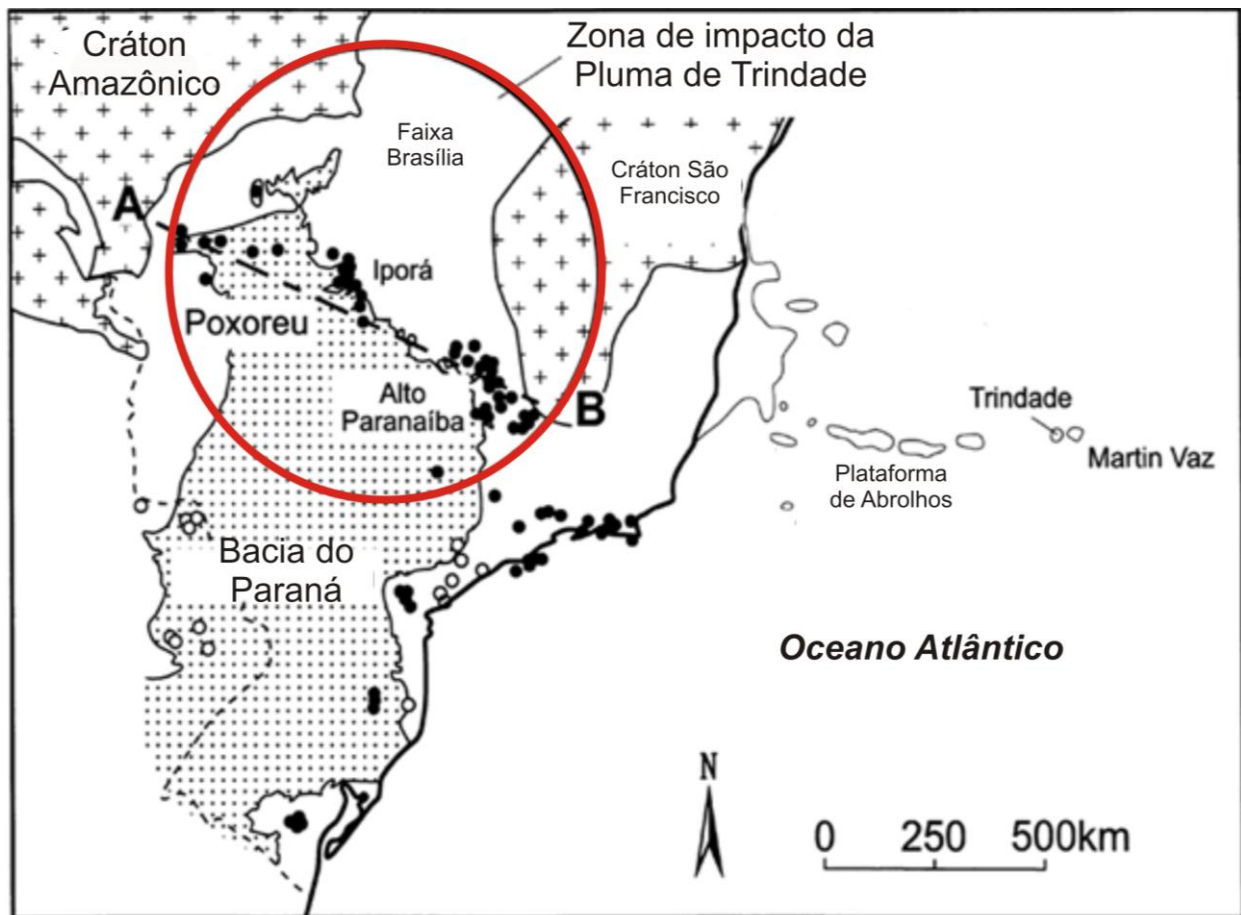 Cráton
Amazônico
Zona de impacto da
Pluma de Trindade
Faixa
Brasília
Cráton São
Francisco
A
Iporá
Poxoreu
Alto
Paranaíba
B
Trindade
Martin Vaz
Plataforma
de Abrolhos
Bacia do
Paraná
Oceano Atlântico
N
0 250 500km